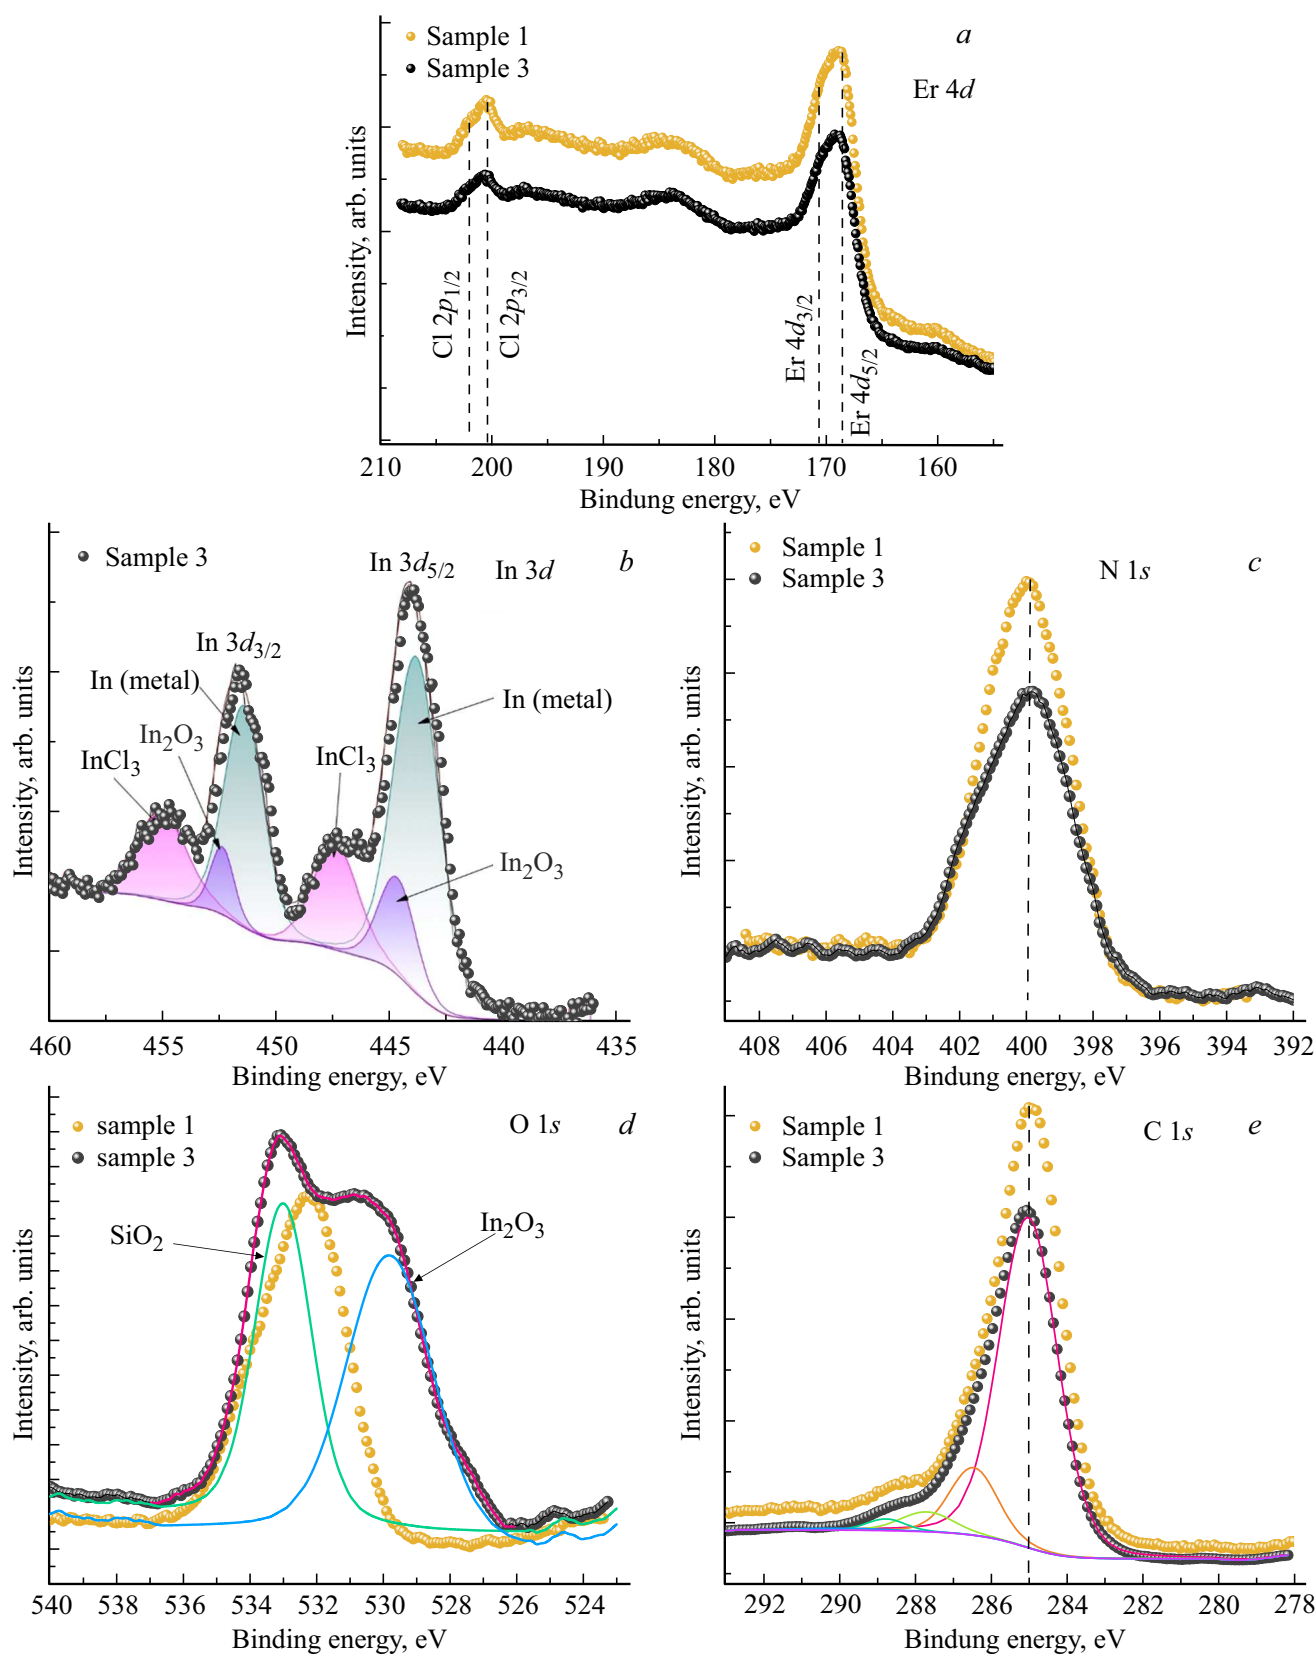 Sample 1
Sample 3
a
Er 4d
Intensity, arb. units
Cl 2p1/2
Cl 2p3/2
Er 4d3/2
Er 4d5/2
210 200 190 180 170 160
Bindung energy, eV
Sample 3
In 3d5/2
In 3d
b
In 3d3/2
In (metal)
In2O3
InCl3
InCl3
In (metal)
In2O3
Intensity, arb. units
460 455 450 445 440 435
Binding energy, eV
Sample 1
Sample 3
N 1s
c
Intensity, arb. units
408 406 404 402 400 398 396 394 392
Bindung energy, eV
sample 1
sample 3
O 1s
d
SiO2
In2O3
Intensity, arb. units
540 538 536 534 532 530 528 526 524
Binding energy, eV
Sample 1
Sample 3
C 1s
e
Intensity, arb. units
292 290 288 286 284 282 280 278
Bindung energy, eV